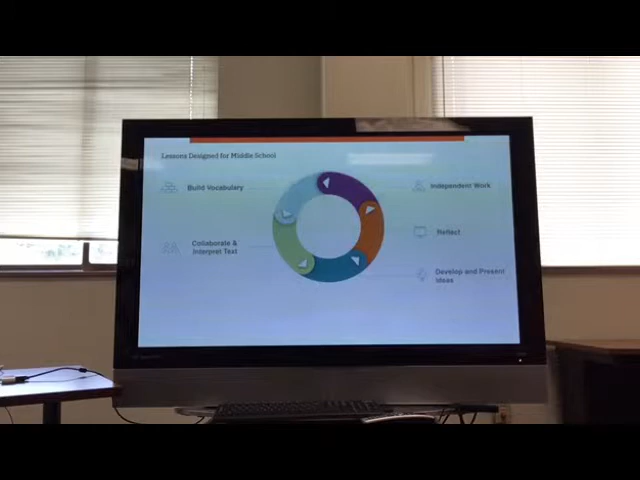 Lessons Designed for Middle School
Build Vocabulary
Independent Work
Collaborate &
Interpret Text
Reflect
Develop and Present
Ideas